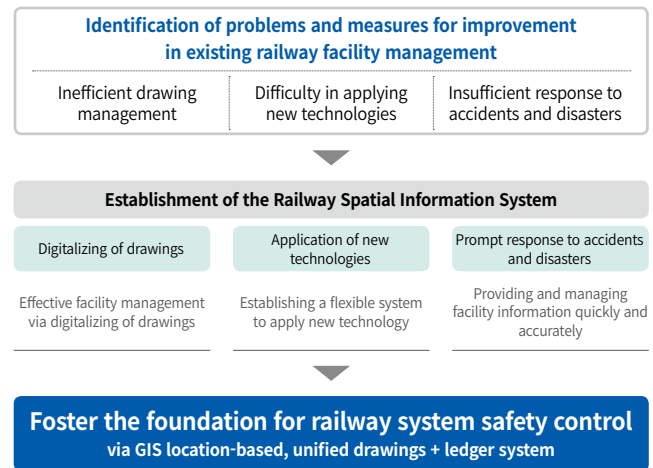 Identification of problems and measures for improvement
in existing railway facility management
Inefficient drawing
management
Difficulty in applying
new technologies
Insufficient response to
accidents and disasters
Establishment of the Railway Spatial Information System
Digitalizing of drawings
Effective facility management
via digitalizing of drawings
Application of new
technologies
Establishing a flexible system
to apply new technology
Prompt response to accidents
and disasters
Providing and managing
facility information quickly and
accurately
Foster the foundation for railway system safety control
via GIS location-based, unified drawings + ledger system